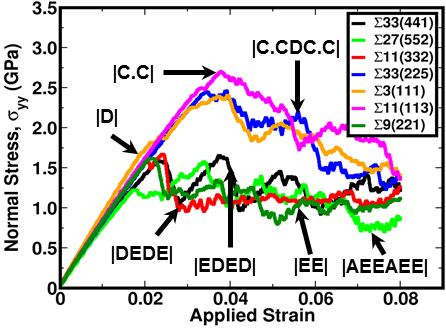 Normal Stress, σyy (GPa)
3.5
3.0
2.5
2.0
1.5
1.0
0.5
0
0.00
0.02
0.04
0.06
0.08
Applied Strain
|C.C|
|C.CDC.C|
|D|
|DEDE|
|EDED|
|EE|
|AEEAEE|
Σ33(441)
Σ27(552)
Σ11(332)
Σ33(225)
Σ3(111)
Σ11(113)
Σ9(221)